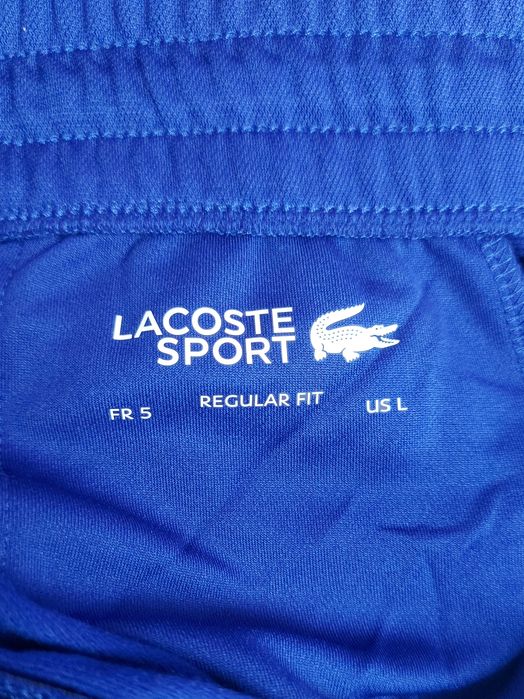 LACOSTE
SPORT
FR 5 REGULAR FIT US L